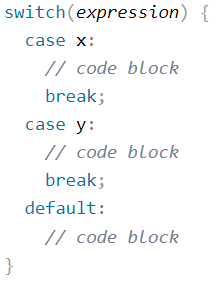 switch(expression) {
  case x:
    // code block
    break;
  case y:
    // code block
    break;
  default:
    // code block
}